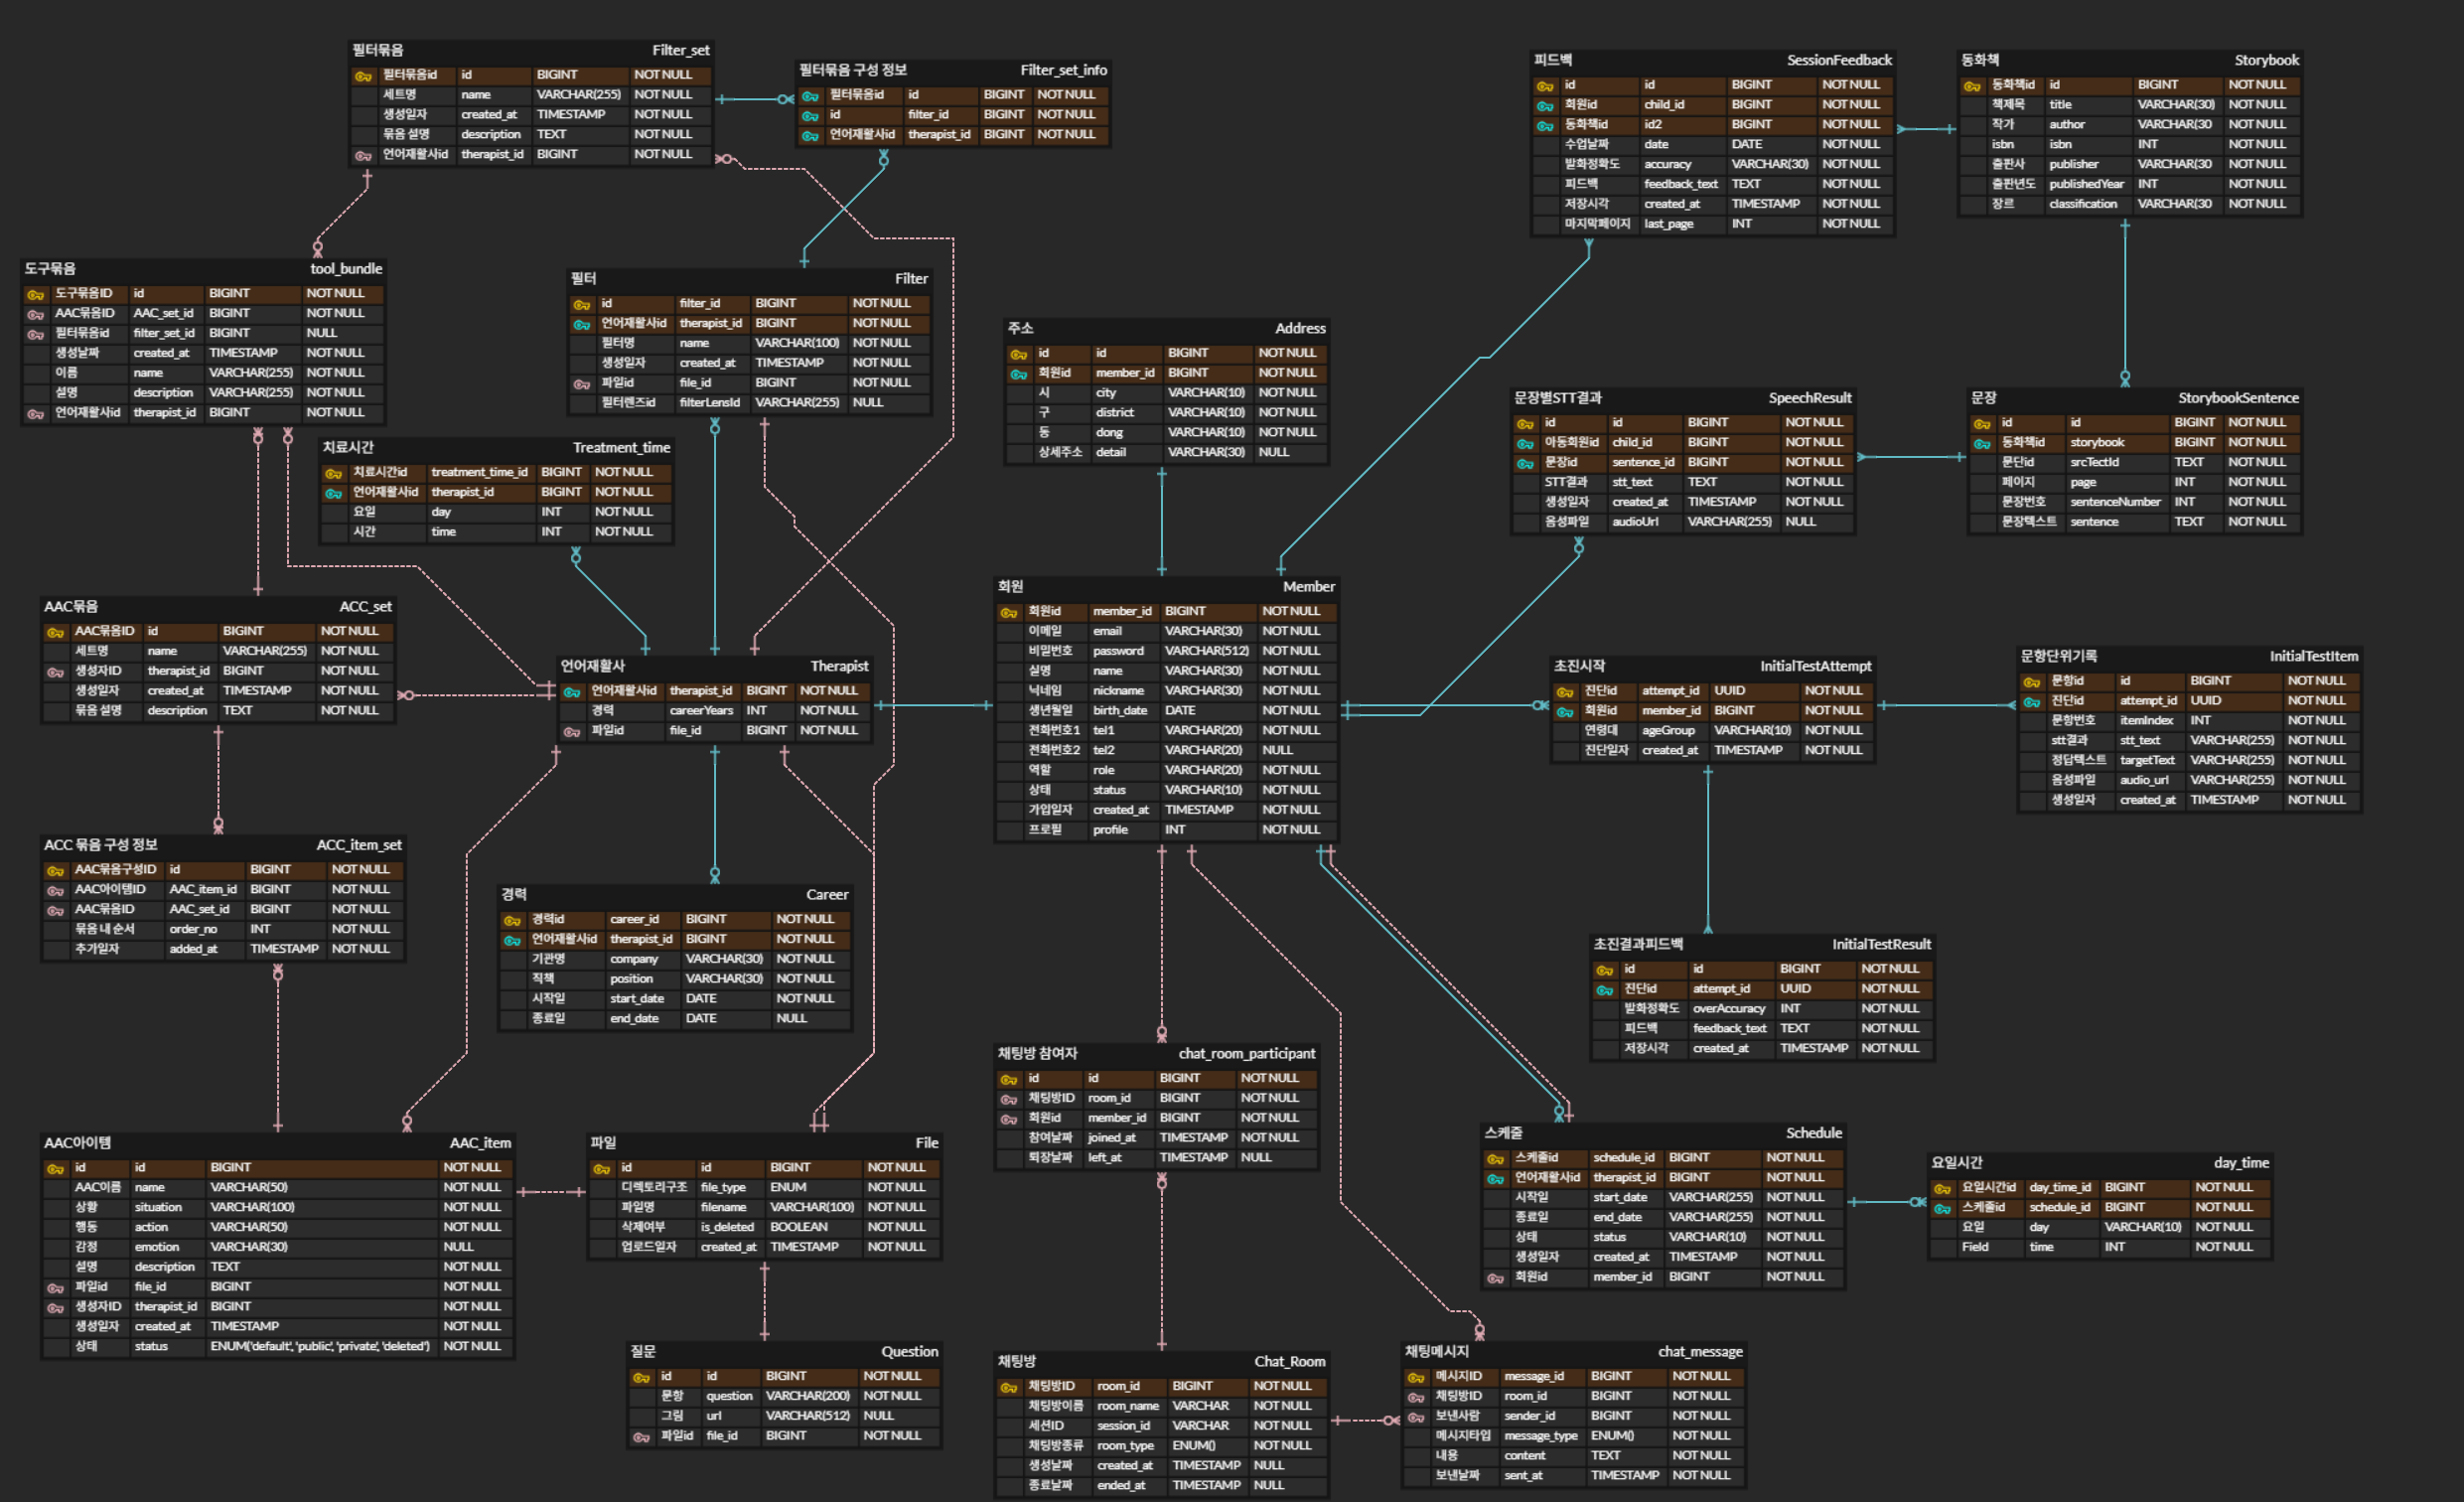 필터묶음 Filter_set
필터묶음id id BIGINT NOT NULL
세트명 name VARCHAR(255) NOT NULL
생성일자 created_at TIMESTAMP NOT NULL
묶음 설명 description TEXT NOT NULL
언어재활사id therapist_id BIGINT NOT NULL
필터묶음 구성 정보 Filter_set_info
필터묶음id id BIGINT NOT NULL
id filter_id BIGINT NOT NULL
언어재활사id therapist_id BIGINT NOT NULL
피드백 SessionFeedback
id id BIGINT NOT NULL
회원id child_id BIGINT NOT NULL
동화책id id2 BIGINT NOT NULL
수업날짜 date DATE NOT NULL
발화정확도 accuracy VARCHAR(30) NOT NULL
피드백 feedback_text TEXT NOT NULL
저장시각 created_at TIMESTAMP NOT NULL
마지막페이지 last_page INT NOT NULL
동화책 Storybook
동화책id id BIGINT NOT NULL
책제목 title VARCHAR(30) NOT NULL
작가 author VARCHAR(30 NOT NULL
isbn isbn INT NOT NULL
출판사 publisher VARCHAR(30 NOT NULL
출판년도 publishedYear INT NOT NULL
장르 classification VARCHAR(30 NOT NULL
도구묶음 tool_bundle
도구묶음ID id BIGINT NOT NULL
AAC묶음ID AAC_set_id BIGINT NOT NULL
필터묶음id filter_set_id BIGINT NULL
생성날짜 created_at TIMESTAMP NOT NULL
이름 name VARCHAR(255) NOT NULL
설명 description VARCHAR(255) NOT NULL
언어재활사id therapist_id BIGINT NOT NULL
필터 Filter
id filter_id BIGINT NOT NULL
언어재활사id therapist_id BIGINT NOT NULL
필터명 name VARCHAR(100) NOT NULL
생성일자 created_at TIMESTAMP NOT NULL
파일id file_id BIGINT NOT NULL
필터렌즈id filterLensId VARCHAR(255) NULL
주소 Address
id id BIGINT NOT NULL
회원id member_id BIGINT NOT NULL
시 city VARCHAR(10) NOT NULL
구 district VARCHAR(10) NOT NULL
동 dong VARCHAR(10) NOT NULL
상세주소 detail VARCHAR(30) NULL
문장별STT결과 SpeechResult
id id BIGINT NOT NULL
아동회원id child_id BIGINT NOT NULL
문장id sentence_id BIGINT NOT NULL
STT결과 stt_text TEXT NOT NULL
생성일자 created_at TIMESTAMP NOT NULL
음성파일 audioUrl VARCHAR(255) NULL
문장 StorybookSentence
id id BIGINT NOT NULL
동화책id storybook BIGINT NOT NULL
문단id srcTectId TEXT NOT NULL
페이지 page INT NOT NULL
문장번호 sentenceNumber INT NOT NULL
문장텍스트 sentence TEXT NOT NULL
치료시간 Treatment_time
치료시간id treatment_time_id BIGINT NOT NULL
언어재활사id therapist_id BIGINT NOT NULL
요일 day INT NOT NULL
시간 time INT NOT NULL
AAC묶음 ACC_set
AAC묶음ID id BIGINT NOT NULL
세트명 name VARCHAR(255) NOT NULL
생성자ID therapist_id BIGINT NOT NULL
생성일자 created_at TIMESTAMP NOT NULL
묶음 설명 description TEXT NOT NULL
언어재활사 Therapist
언어재활사id therapist_id BIGINT NOT NULL
경력 careerYears INT NOT NULL
파일id file_id BIGINT NOT NULL
회원 Member
회원id member_id BIGINT NOT NULL
이메일 email VARCHAR(30) NOT NULL
비밀번호 password VARCHAR(512) NOT NULL
실명 name VARCHAR(30) NOT NULL
닉네임 nickname VARCHAR(30) NOT NULL
생년월일 birth_date DATE NOT NULL
전화번호1 tel1 VARCHAR(20) NOT NULL
전화번호2 tel2 VARCHAR(20) NULL
역할 role VARCHAR(20) NOT NULL
상태 status VARCHAR(10) NOT NULL
가입일자 created_at TIMESTAMP NOT NULL
프로필 profile INT NOT NULL
초진시작 InitialTestAttempt
진단id attempt_id UUID NOT NULL
회원id member_id BIGINT NOT NULL
연령대 ageGroup VARCHAR(10) NOT NULL
진단일자 created_at TIMESTAMP NOT NULL
문항단위기록 InitialTestItem
문항id id BIGINT NOT NULL
진단id attempt_id UUID NOT NULL
문항번호 itemIndex INT NOT NULL
stt결과 stt_text VARCHAR(255) NOT NULL
정답텍스트 targetText VARCHAR(255) NOT NULL
음성파일 audio_url VARCHAR(255) NOT NULL
생성일자 created_at TIMESTAMP NOT NULL
ACC 묶음 구성 정보 ACC_item_set
AAC묶음구성ID id BIGINT NOT NULL
AAC아이템ID AAC_item_id BIGINT NOT NULL
AAC묶음ID AAC_set_id BIGINT NOT NULL
묶음 내 순서 order_no INT NOT NULL
추가일자 added_at TIMESTAMP NOT NULL
경력 Career
경력id career_id BIGINT NOT NULL
언어재활사id therapist_id BIGINT NOT NULL
기관명 company VARCHAR(30) NOT NULL
직책 position VARCHAR(30) NOT NULL
시작일 start_date DATE NOT NULL
종료일 end_date DATE NULL
초진결과피드백 InitialTestResult
id id BIGINT NOT NULL
진단id attempt_id UUID NOT NULL
발화정확도 overAccuracy INT NOT NULL
피드백 feedback_text TEXT NOT NULL
저장시각 created_at TIMESTAMP NOT NULL
채팅방 참여자 chat_room_participant
id id BIGINT NOT NULL
채팅방ID room_id BIGINT NOT NULL
회원id member_id BIGINT NOT NULL
참여날짜 joined_at TIMESTAMP NOT NULL
퇴장날짜 left_at TIMESTAMP NULL
AAC아이템 AAC_item
id id BIGINT NOT NULL
AAC이름 name VARCHAR(50) NOT NULL
상황 situation VARCHAR(100) NOT NULL
행동 action VARCHAR(50) NOT NULL
감정 emotion VARCHAR(30) NULL
설명 description TEXT NOT NULL
파일id file_id BIGINT NOT NULL
생성자ID therapist_id BIGINT NOT NULL
생성일자 created_at TIMESTAMP NOT NULL
상태 status ENUM('default', 'public', 'private', 'deleted') NOT NULL
파일 File
id id BIGINT NOT NULL
디렉토리구조 file_type ENUM NOT NULL
파일명 filename VARCHAR(100) NOT NULL
삭제여부 is_deleted BOOLEAN NOT NULL
업로드일자 created_at TIMESTAMP NOT NULL
스케줄 Schedule
스케줄id schedule_id BIGINT NOT NULL
언어재활사id therapist_id BIGINT NOT NULL
시작일 start_date VARCHAR(255) NOT NULL
종료일 end_date VARCHAR(255) NOT NULL
상태 status VARCHAR(10) NOT NULL
생성일자 created_at TIMESTAMP NOT NULL
회원id member_id BIGINT NOT NULL
요일시간 day_time
요일시간id day_time_id BIGINT NOT NULL
스케줄id schedule_id BIGINT NOT NULL
요일 day VARCHAR(10) NOT NULL
Field time INT NOT NULL
질문 Question
id id BIGINT NOT NULL
문항 question VARCHAR(200) NOT NULL
그림 url VARCHAR(512) NULL
파일id file_id BIGINT NOT NULL
채팅방 Chat_Room
채팅방ID room_id BIGINT NOT NULL
채팅방이름 room_name VARCHAR NOT NULL
세션ID session_id VARCHAR NOT NULL
채팅방종류 room_type ENUM() NOT NULL
생성날짜 created_at TIMESTAMP NULL
종료날짜 ended_at TIMESTAMP NULL
채팅메시지 chat_message
메시지ID message_id BIGINT NOT NULL
채팅방ID room_id BIGINT NOT NULL
보낸사람 sender_id BIGINT NOT NULL
메시지타입 message_type ENUM() NOT NULL
내용 content TEXT NOT NULL
보낸날짜 sent_at TIMESTAMP NOT NULL